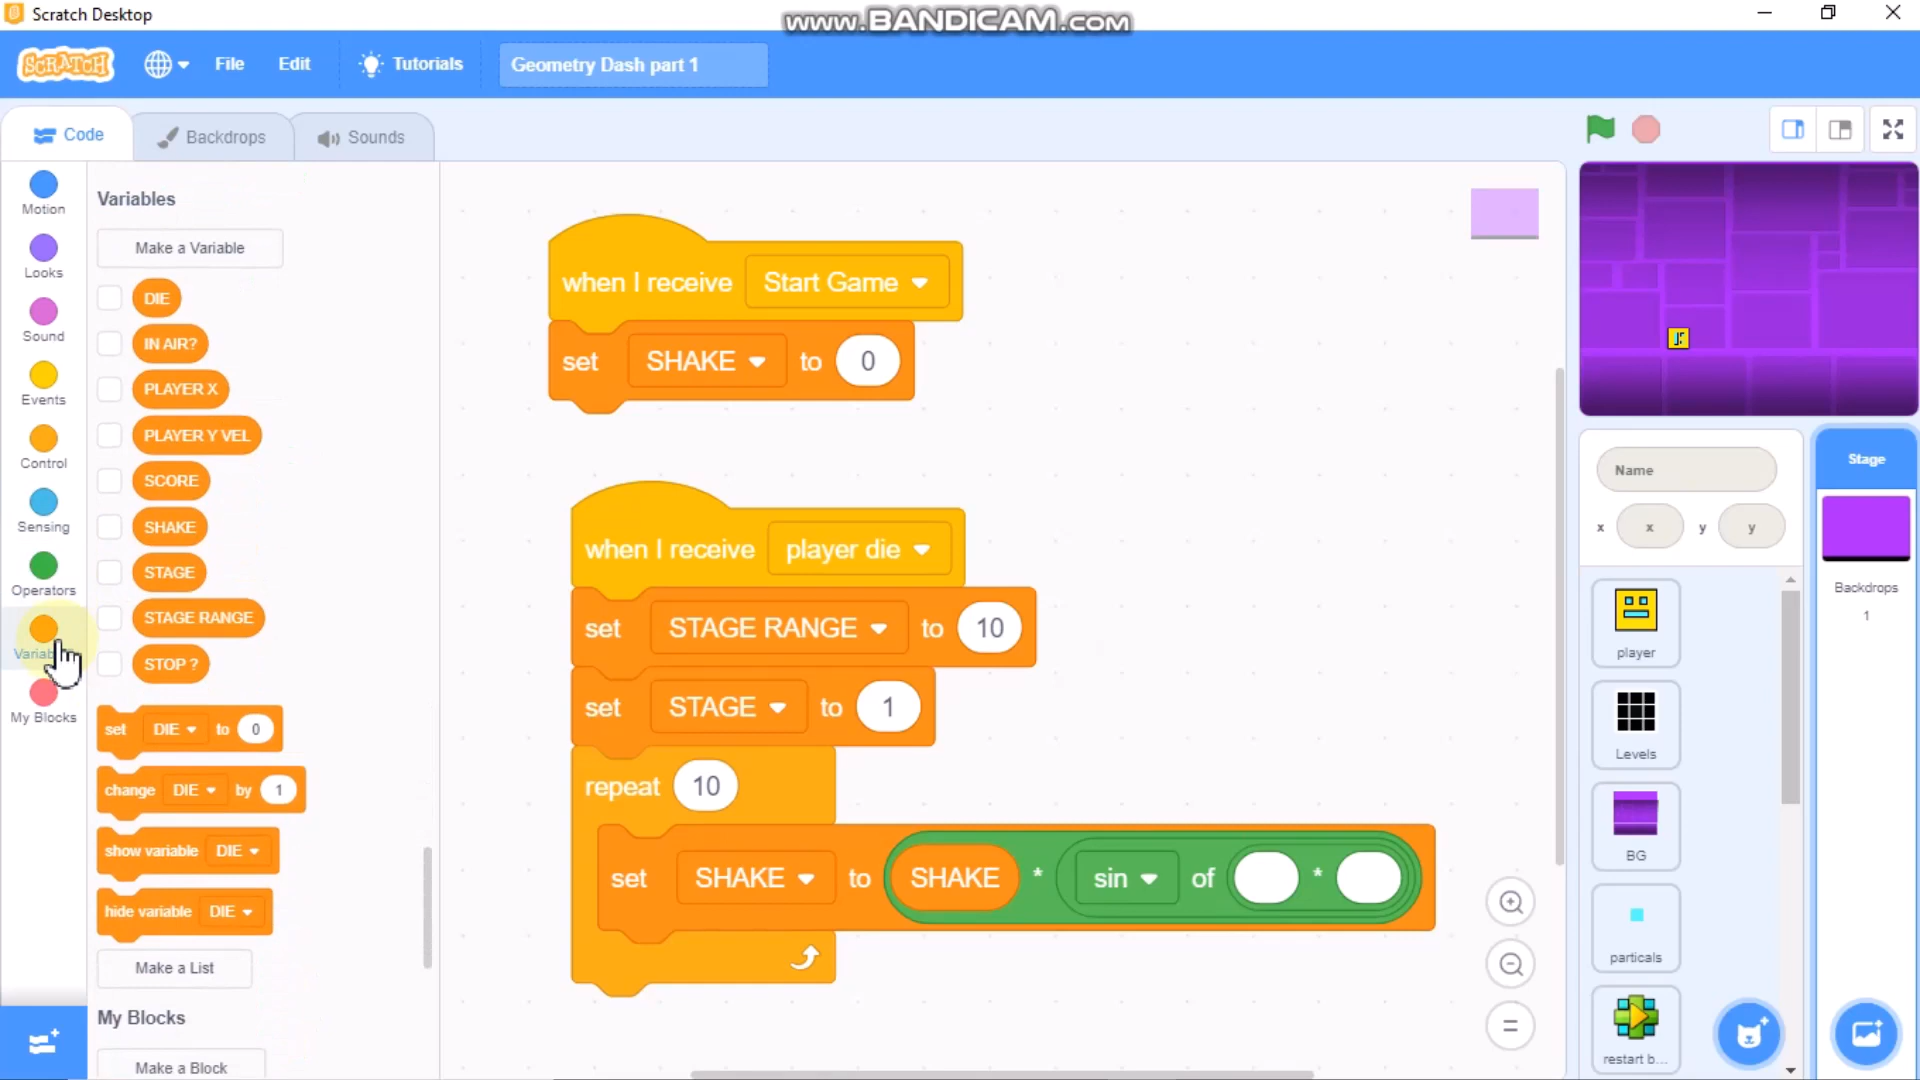 Scratch Desktop
www.BANDICAM.com
SCRATCH
File
Edit
Tutorials
Geometry Dash part 1
Code
Backdrops
Sounds
Motion
Looks
Sound
Events
Control
Sensing
Operators
My Blocks
Variables
Make a Variable
DIE
IN AIR?
PLAYER X
PLAYER Y VEL
SCORE
SHAKE
STAGE
STAGE RANGE
STOP ?
set DIE to 0
change DIE by 1
show variable DIE
hide variable DIE
Make a List
My Blocks
Make a Block
when I receive Start Game
set SHAKE to 0
when I receive player die
set STAGE RANGE to 10
set STAGE to 1
repeat 10
set SHAKE to SHAKE * sin of *
Name
x x y y
player
Levels
BG
particals
restart b...
Stage
Backdrops
1